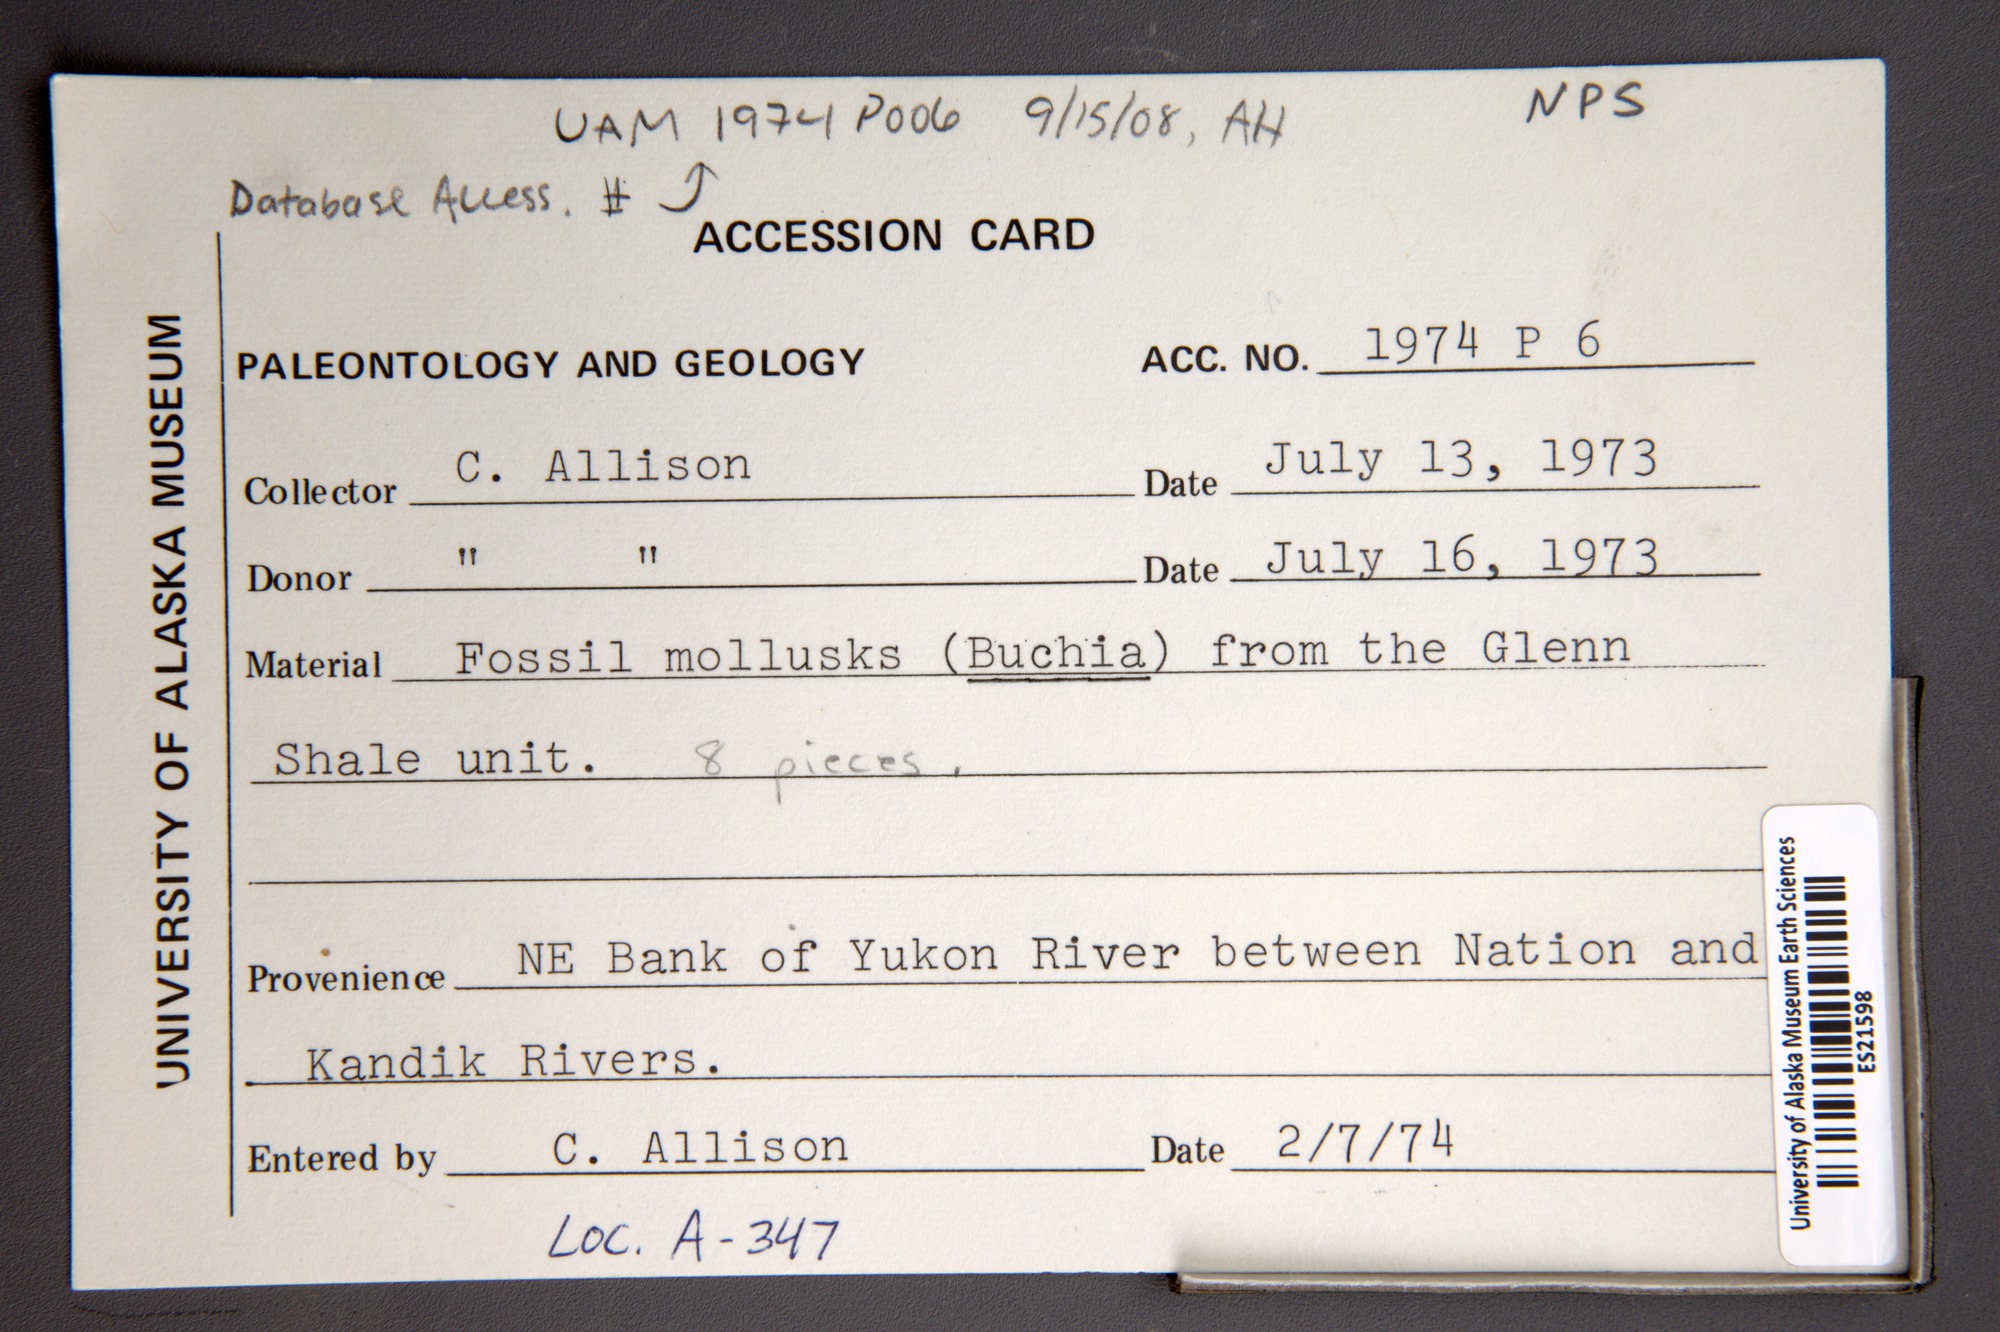 UAM 1974 P006 9/15/08, AH
NPS
Database Access. # ⤴
ACCESSION CARD
UNIVERSITY OF ALASKA MUSEUM
PALEONTOLOGY AND GEOLOGY
ACC. NO. 1974 P 6
Collector C. Allison
Date July 13, 1973
Donor " "
Date July 16, 1973
Material Fossil mollusks (Buchia) from the Glenn
Shale unit. 8 pieces.
Provenience NE Bank of Yukon River between Nation and
Kandik Rivers.
Entered by C. Allison
Date 2/7/74
Loc. A-347
University of Alaska Museum Earth Sciences
ES21598